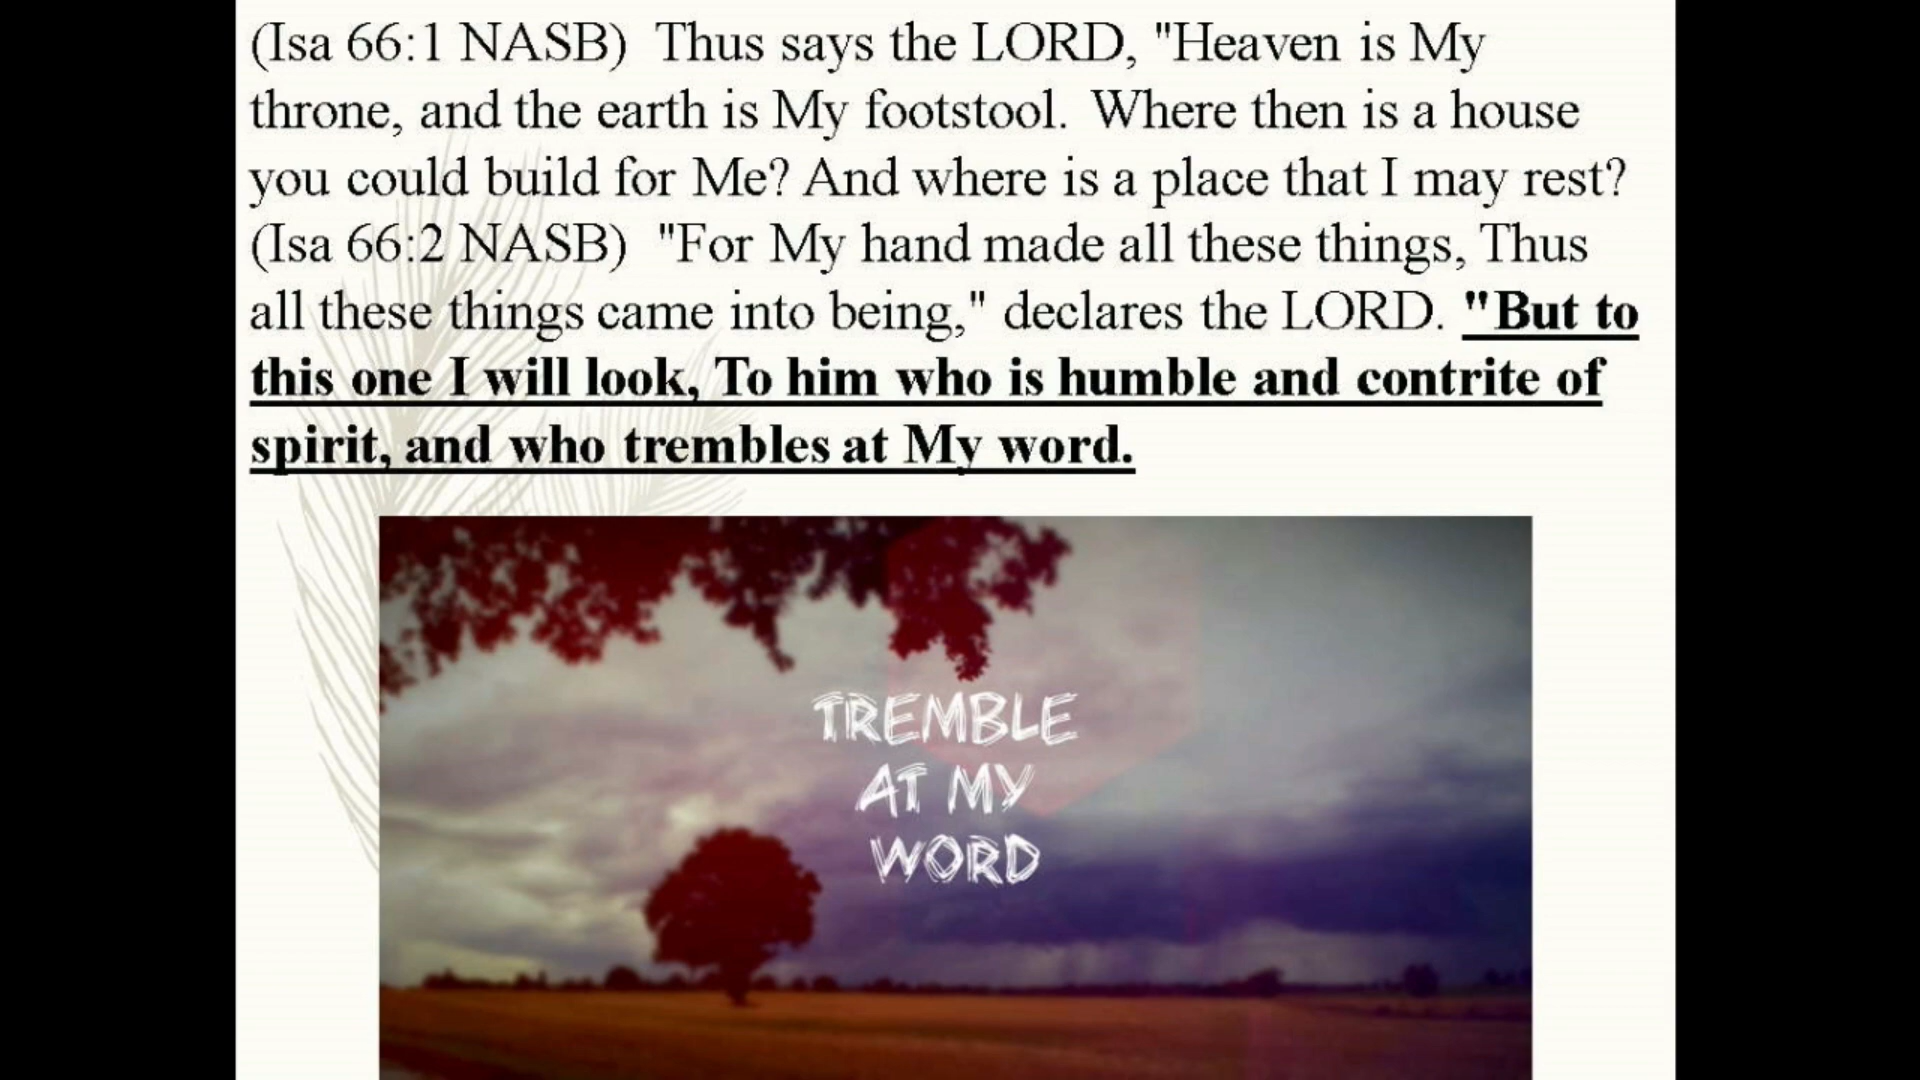 (Isa 66:1 NASB)  Thus says the LORD, "Heaven is My
throne, and the earth is My footstool.  Where then is a house
you could build for Me? And where is a place that I may rest?
(Isa 66:2 NASB)  "For My hand made all these things, Thus
all these things came into being," declares the LORD. "But to
this one I will look, To him who is humble and contrite of
spirit, and who trembles at My word.
TREMBLE
AT MY
WORD